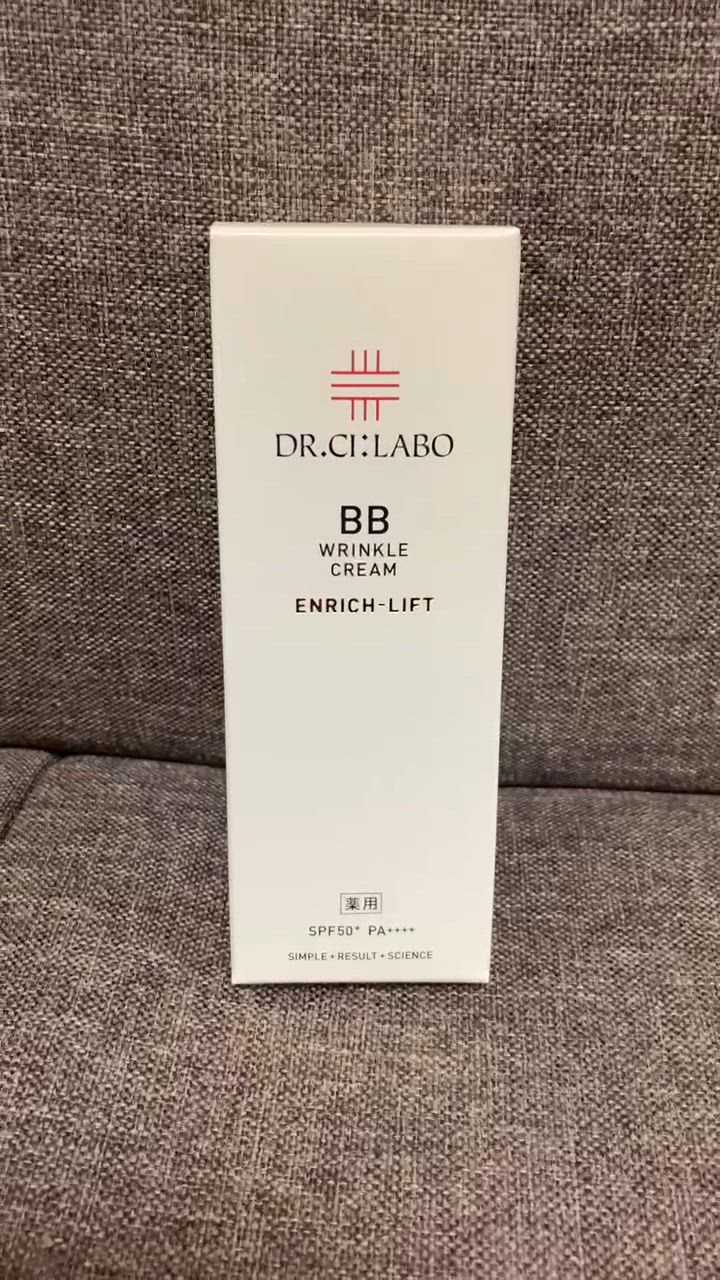 DR.CI:LABO
BB
WRINKLE
CREAM
ENRICH-LIFT
薬用
SPF50+ PA++++
SIMPLE+RESULT+SCIENCE